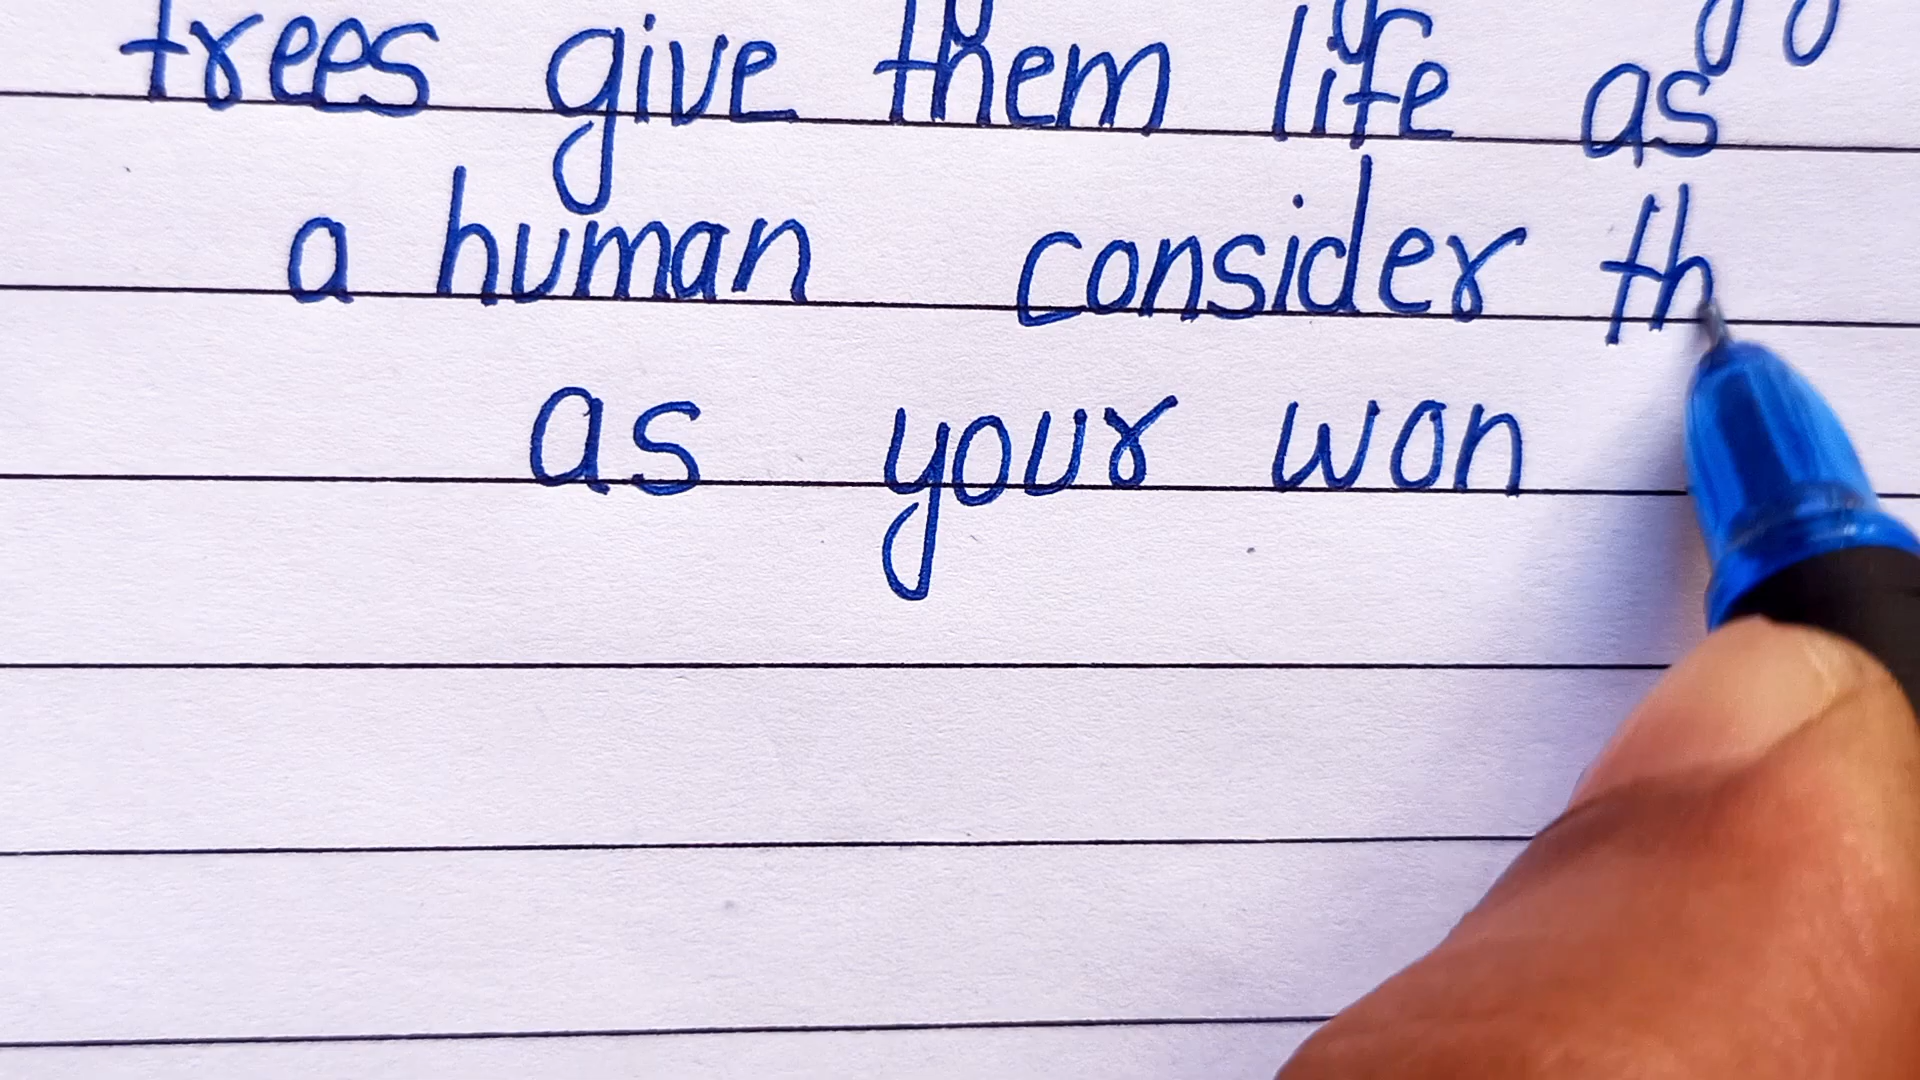 trees give them life as
a human consider th
as your won